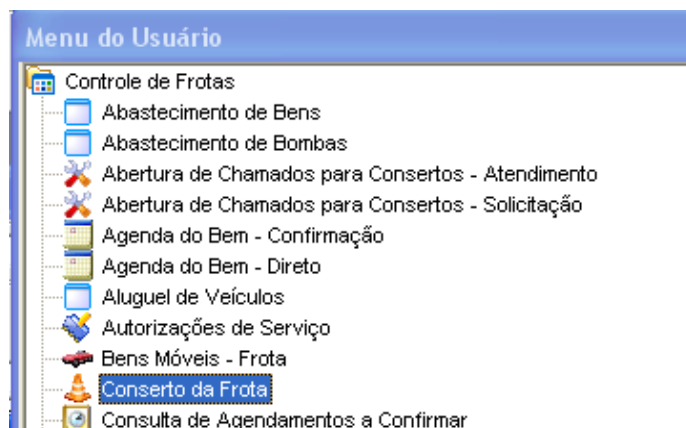 Menu do Usuário
Controle de Frotas
Abastecimento de Bens
Abastecimento de Bombas
Abertura de Chamados para Consertos - Atendimento
Abertura de Chamados para Consertos - Solicitação
Agenda do Bem - Confirmação
Agenda do Bem - Direto
Aluguel de Veículos
Autorizações de Serviço
Bens Móveis - Frota
Conserto da Frota
Consulta de Agendamentos a Confirmar